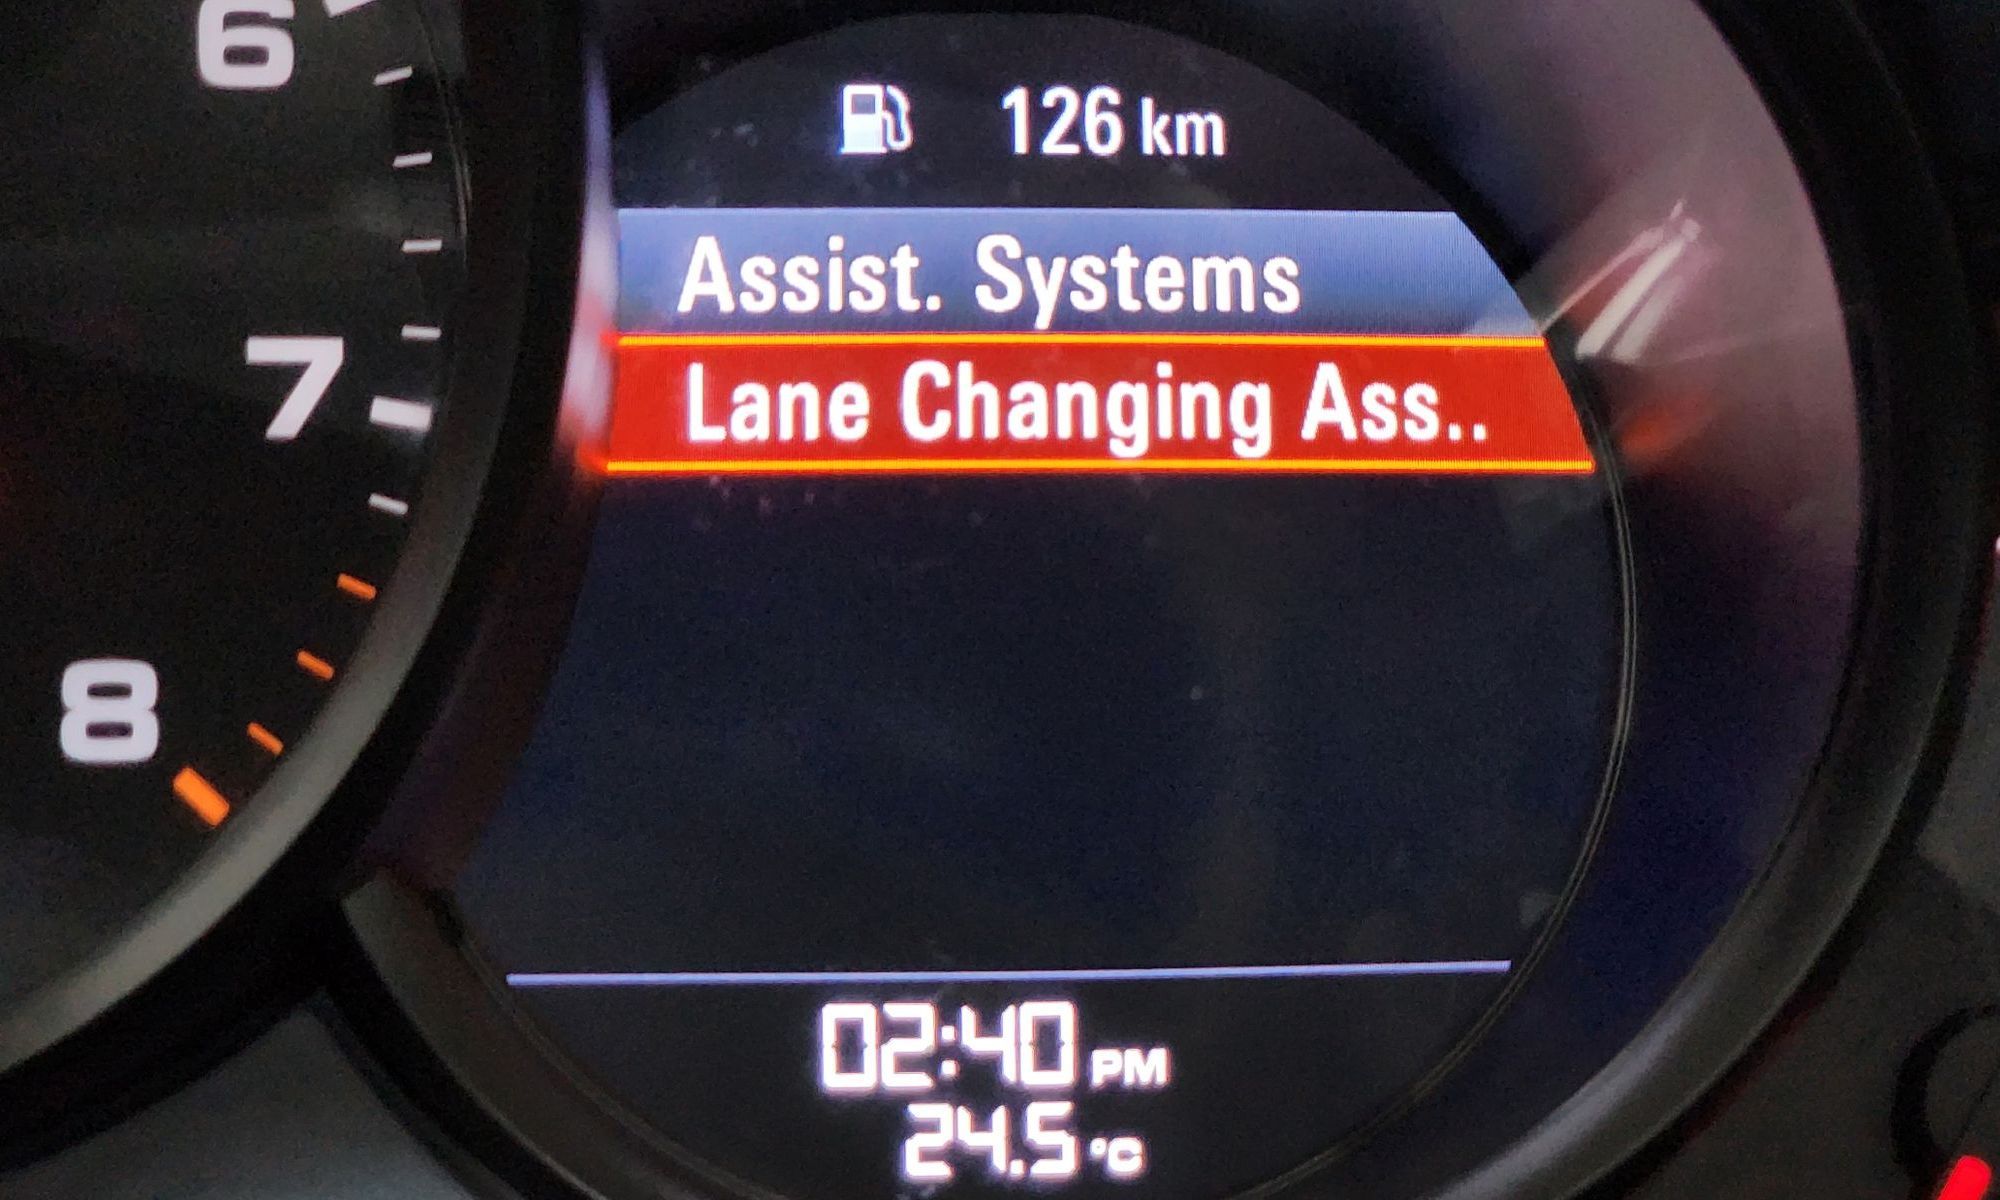 6
7
8
126 km
Assist. Systems
Lane Changing Ass..
02:40 PM
24.5 °C